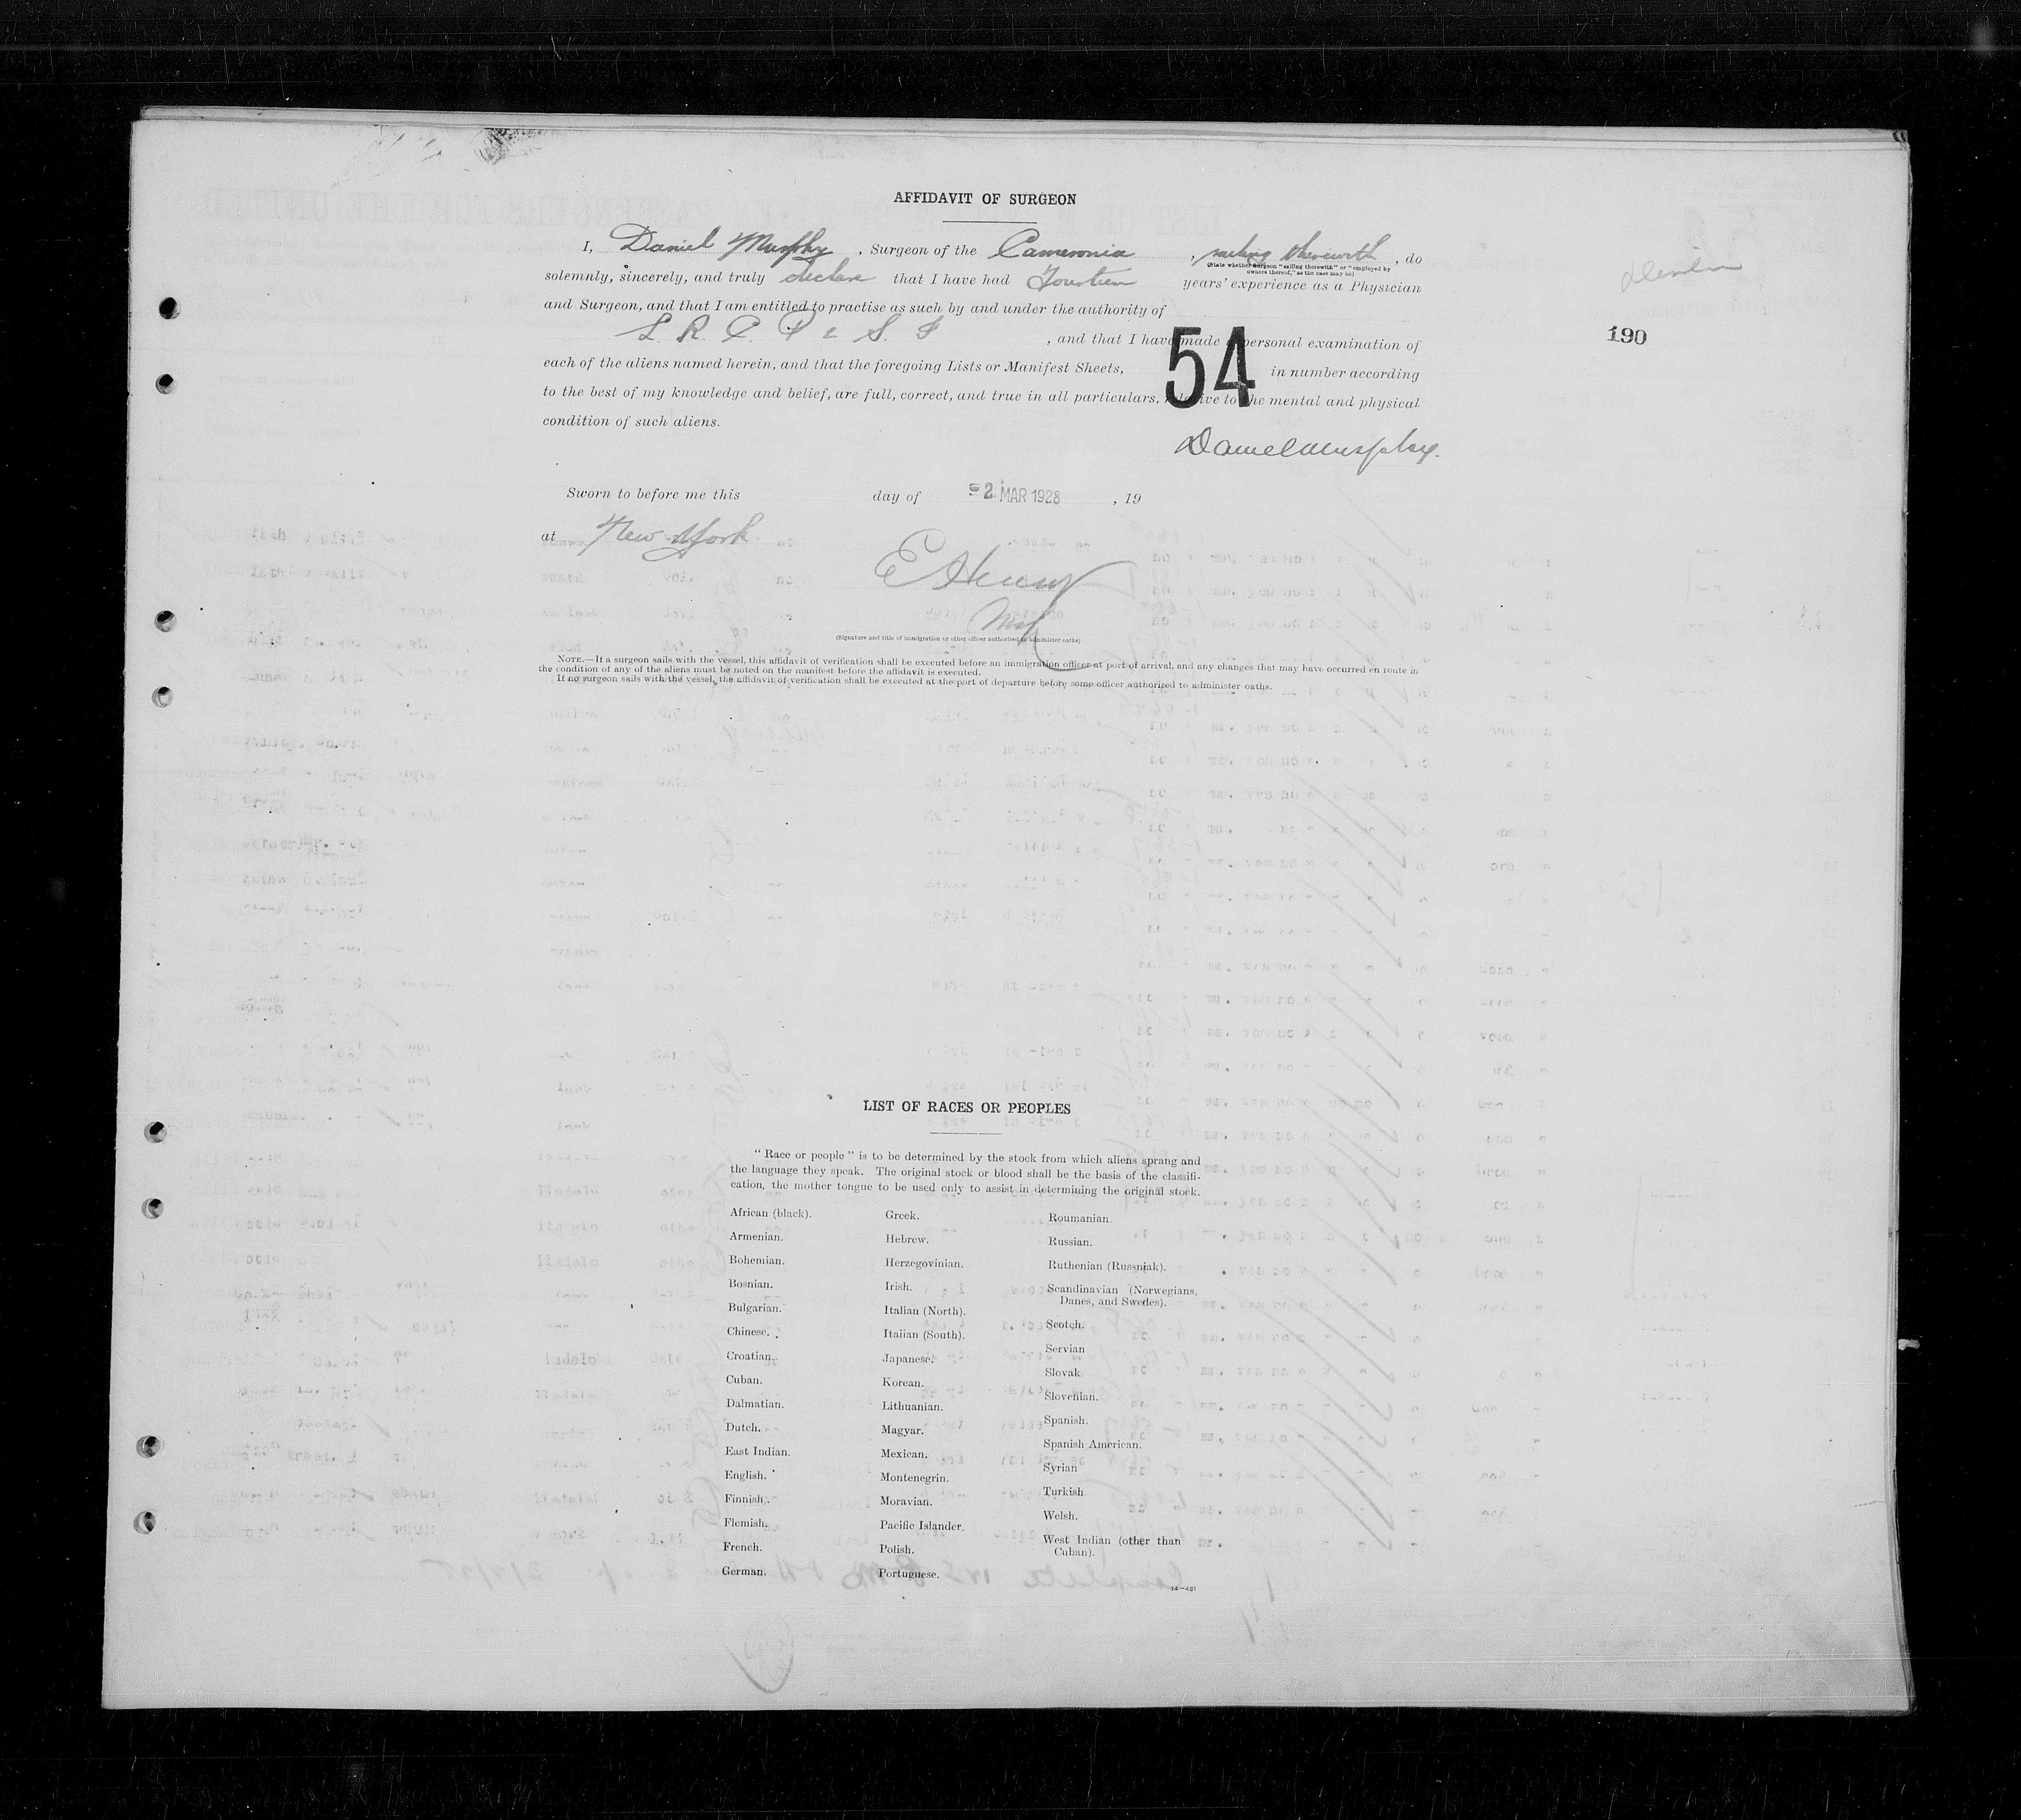 AFFIDAVIT OF SURGEON
I, Daniel Murphy, Surgeon of the Cameronia, sailing therewith, do
(State whether surgeon "sailing therewith" or "employed by
owners thereof," as the case may be)
solemnly, sincerely, and truly declare that I have had Fourteen years' experience as a Physician
and Surgeon, and that I am entitled to practise as such by and under the authority of
190
L. R. C. P & S. I, and that I have made personal examination of
54
each of the aliens named herein, and that the foregoing Lists or Manifest Sheets, in number according
to the best of my knowledge and belief, are full, correct, and true in all particulars, relative to the mental and physical
condition of such aliens.
Daniel Murphy.
Sworn to before me this day of 2 MAR 1928, 19
at New York
(Signature and title of immigration or other officer authorized to administer oaths)
NOTE.—If a surgeon sails with the vessel, this affidavit of verification shall be executed before an immigration officer at port of arrival, and any changes that may have occurred en route in
the condition of any of the aliens must be noted on the manifest before the affidavit is executed.
If no surgeon sails with the vessel, the affidavit of verification shall be executed at the port of departure before some officer authorized to administer oaths.
LIST OF RACES OR PEOPLES
"Race or people" is to be determined by the stock from which aliens sprang and
the language they speak. The original stock or blood shall be the basis of the classifi-
cation, the mother tongue to be used only to assist in determining the original stock.
African (black).
Armenian.
Bohemian.
Bosnian.
Bulgarian.
Chinese.
Croatian.
Cuban.
Dalmatian.
Dutch.
East Indian.
English.
Finnish.
Flemish.
French.
German.
Greek.
Hebrew.
Herzegovinian.
Irish.
Italian (North).
Italian (South).
Japanese.
Korean.
Lithuanian.
Magyar.
Mexican.
Montenegrin.
Moravian.
Pacific Islander.
Polish.
Portuguese.
Roumanian.
Russian.
Ruthenian (Russniak).
Scandinavian (Norwegians,
Danes, and Swedes).
Scotch.
Servian
Slovak
Slovenian.
Spanish.
Spanish American.
Syrian
Turkish
Welsh.
West Indian (other than
Cuban).